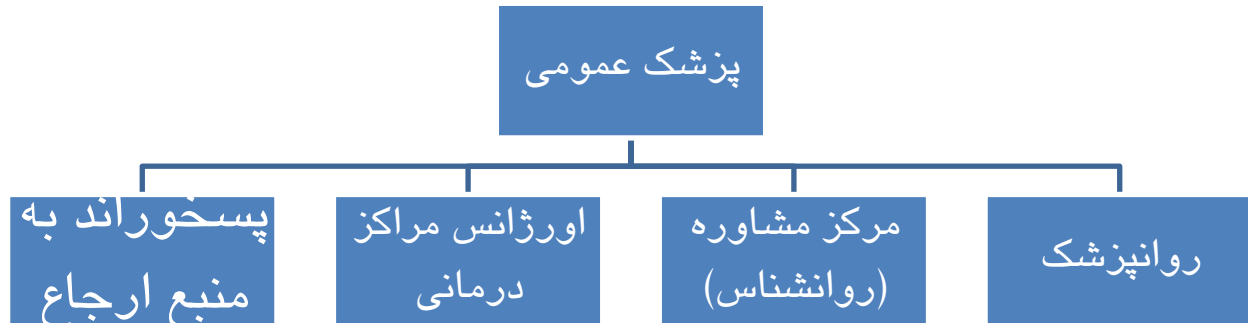 پزشک عمومی
روانپزشک
مرکز مشاوره
(روانشناس)
اورژانس مراکز
درمانی
پسخوراند به
منبع ارجاع